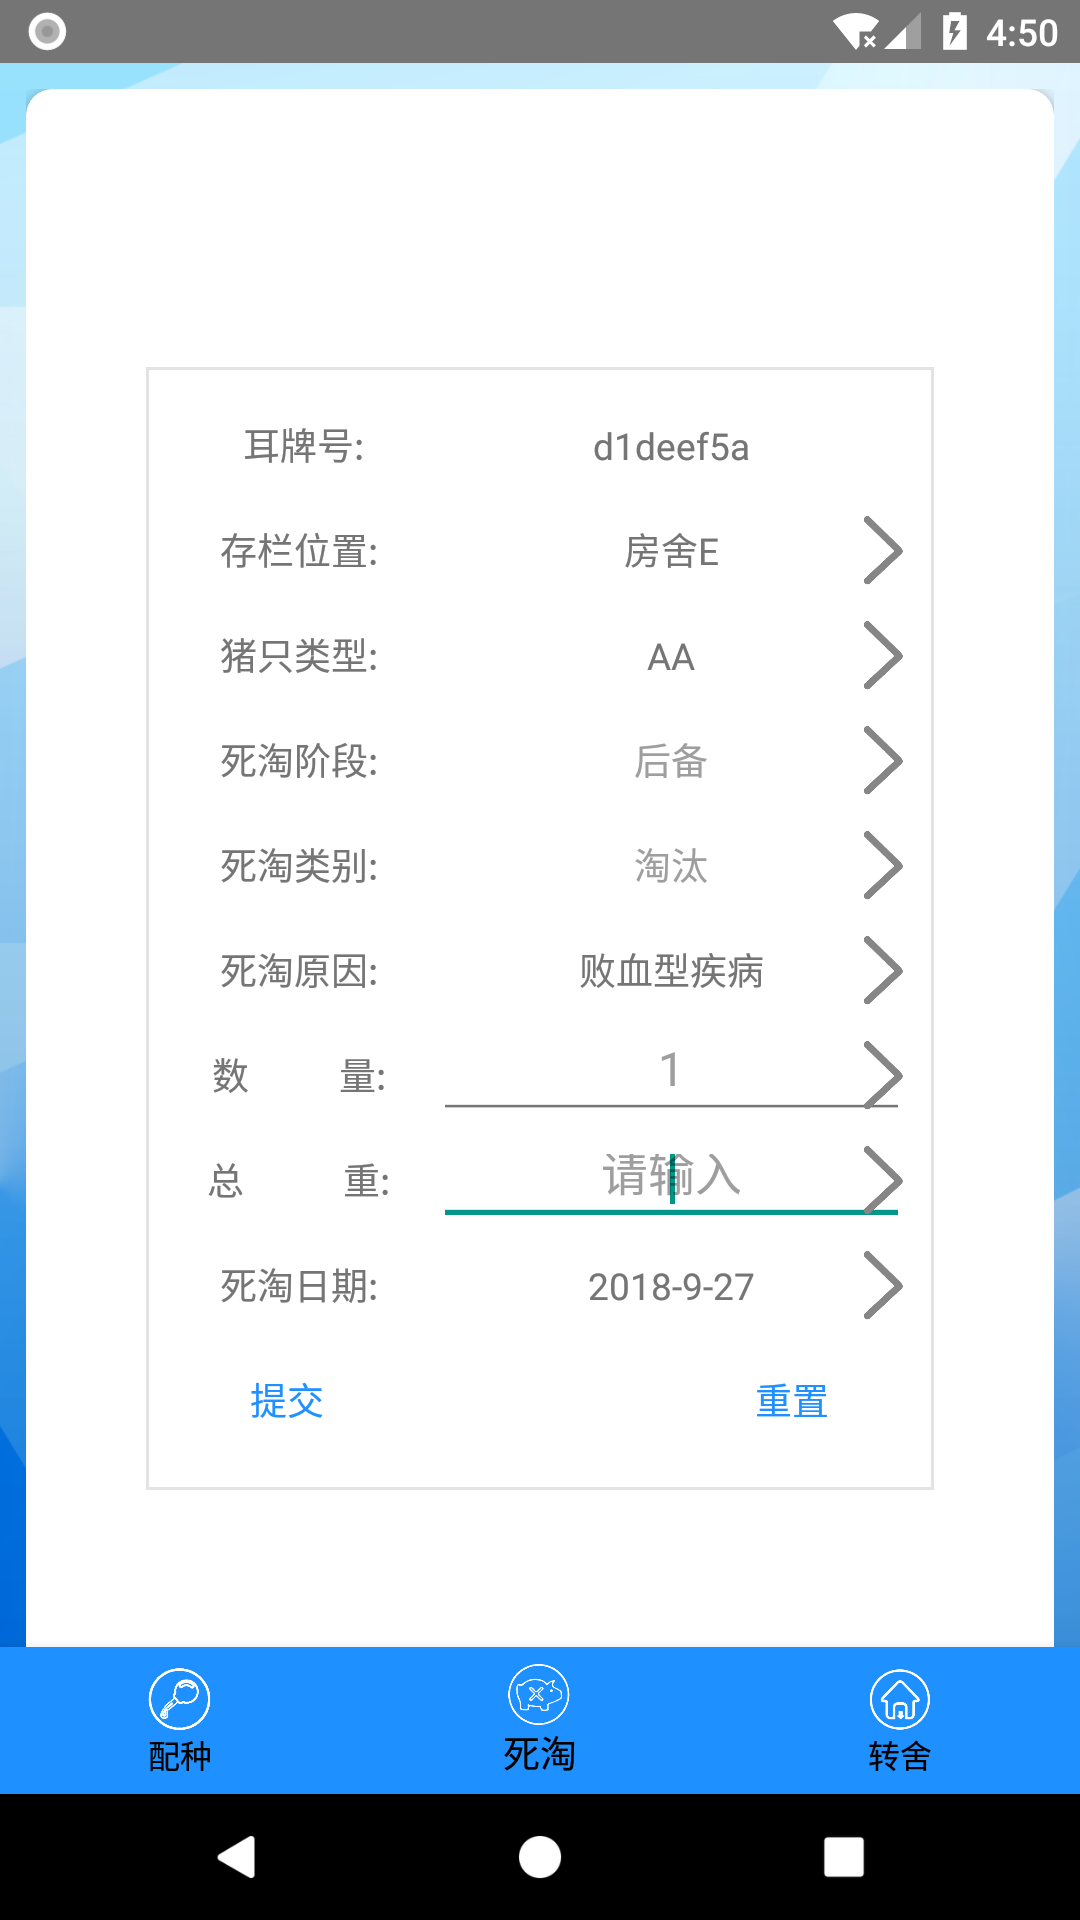 4:50
耳牌号: d1deef5a
存栏位置: 房舍E
猪只类型: AA
死淘阶段: 后备
死淘类别: 淘汰
死淘原因: 败血型疾病
数 量: 1
总 重: 请输入
死淘日期: 2018-9-27
提交 重置
配种 死淘 转舍